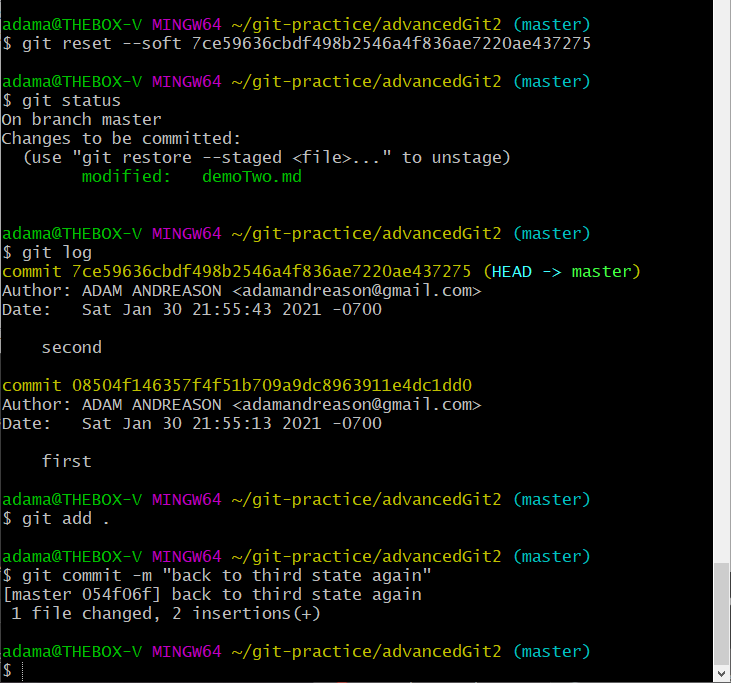 adama@THEBOX-V MINGW64 ~/git-practice/advancedGit2 (master)
$ git reset --soft 7ce59636cbdf498b2546a4f836ae7220ae437275
adama@THEBOX-V MINGW64 ~/git-practice/advancedGit2 (master)
$ git status
On branch master
Changes to be committed:
  (use "git restore --staged <file>..." to unstage)
        modified:   demoTwo.md
adama@THEBOX-V MINGW64 ~/git-practice/advancedGit2 (master)
$ git log
commit 7ce59636cbdf498b2546a4f836ae7220ae437275 (HEAD -> master)
Author: ADAM ANDREASON <adamandreason@gmail.com>
Date:   Sat Jan 30 21:55:43 2021 -0700
    second
commit 08504f146357f4f51b709a9dc8963911e4dc1dd0
Author: ADAM ANDREASON <adamandreason@gmail.com>
Date:   Sat Jan 30 21:55:13 2021 -0700
    first
adama@THEBOX-V MINGW64 ~/git-practice/advancedGit2 (master)
$ git add .
adama@THEBOX-V MINGW64 ~/git-practice/advancedGit2 (master)
$ git commit -m "back to third state again"
[master 054f06f] back to third state again
 1 file changed, 2 insertions(+)
adama@THEBOX-V MINGW64 ~/git-practice/advancedGit2 (master)
$